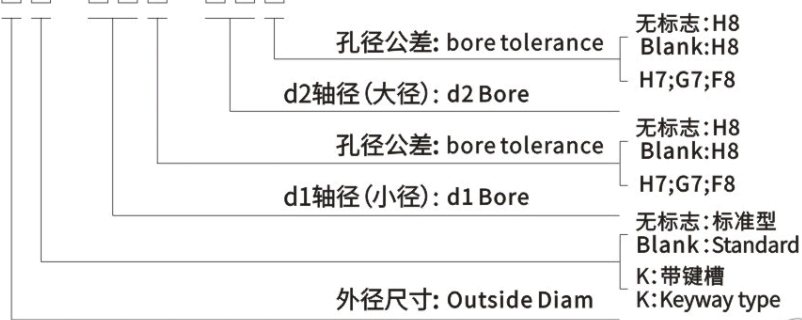 无标志:H8
孔径公差: bore tolerance
Blank:H8
H7;G7;F8
d2轴径(大径): d2 Bore
无标志:H8
孔径公差: bore tolerance
Blank:H8
H7;G7;F8
d1轴径(小径): d1 Bore
无标志:标准型
Blank:Standard
K:带键槽
外径尺寸: Outside Diam
K:Keyway type